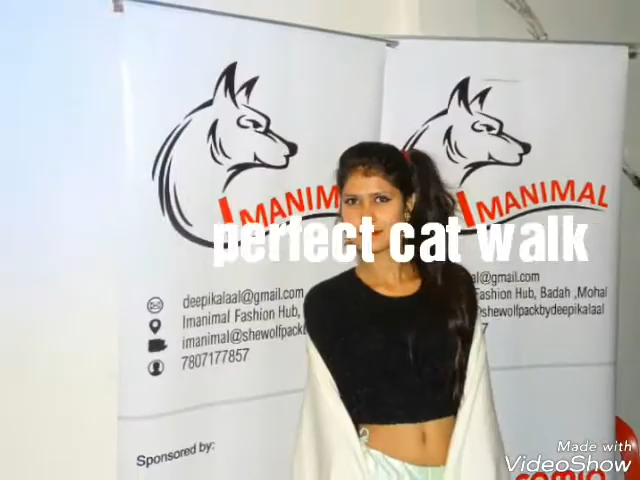 IMANIM
IMANIMAL
perfect cat walk
deepikalaal@gmail.com
Imanimal Fashion Hub,
imanimal@shewolfpack
7807177857
al@gmail.com
Fashion Hub, Badah ,Mohal
@shewolfpackbydeepikalaal
7
Sponsored by:
Made with
VideoShow